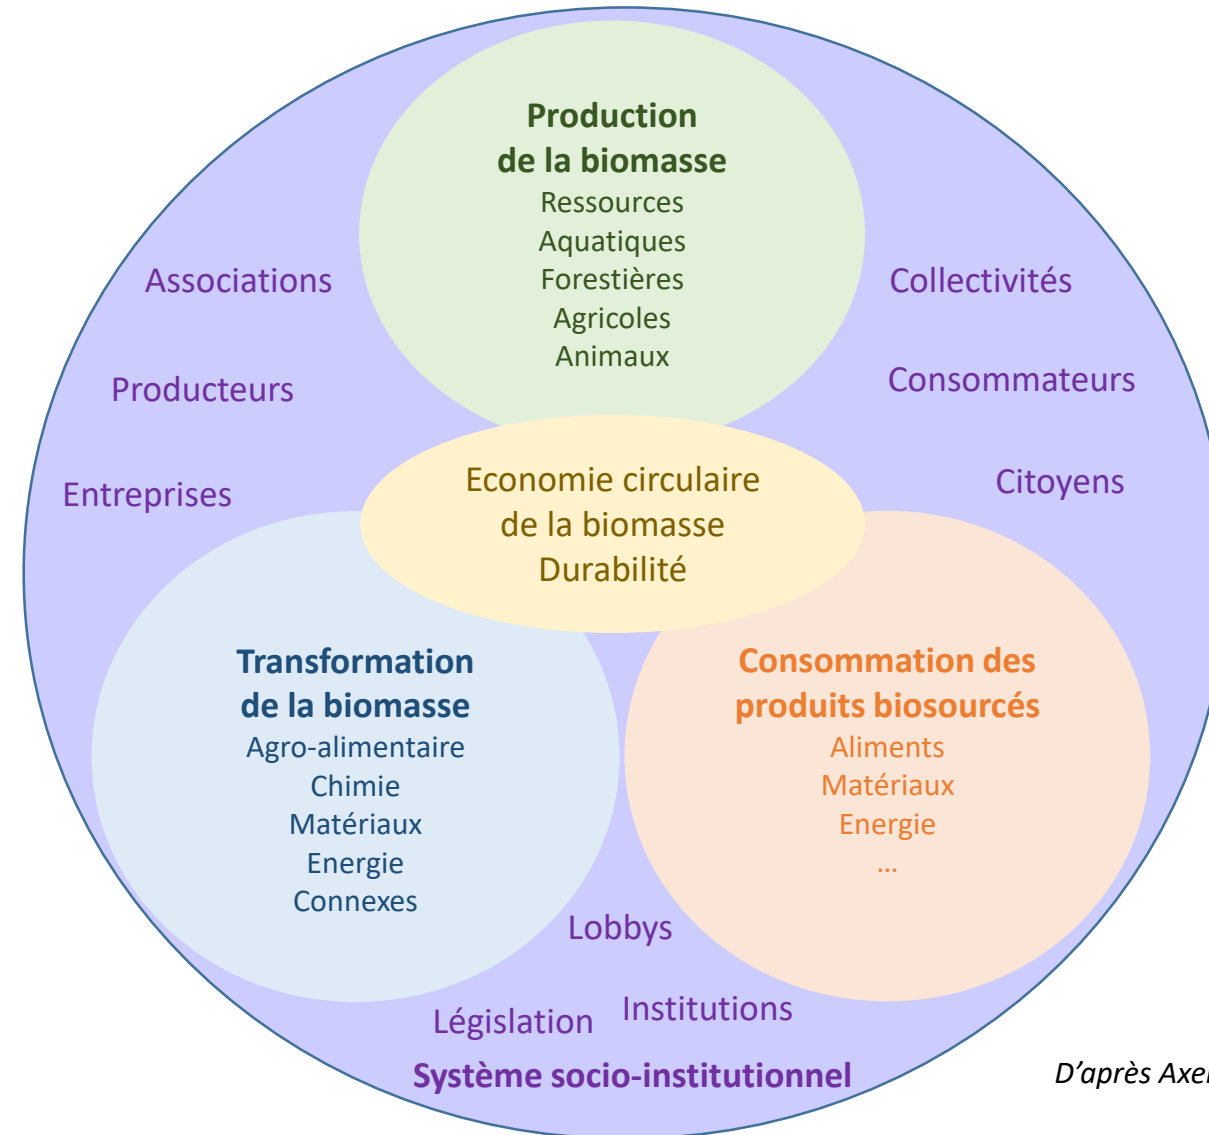 Production
de la biomasse
Ressources
Aquatiques
Forestières
Agricoles
Animaux
Associations
Collectivités
Producteurs
Consommateurs
Entreprises
Citoyens
Economie circulaire
de la biomasse
Durabilité
Transformation
de la biomasse
Agro-alimentaire
Chimie
Matériaux
Energie
Connexes
Consommation des
produits biosourcés
Aliments
Matériaux
Energie
...
Lobbys
Législation
Institutions
Système socio-institutionnel
D'après